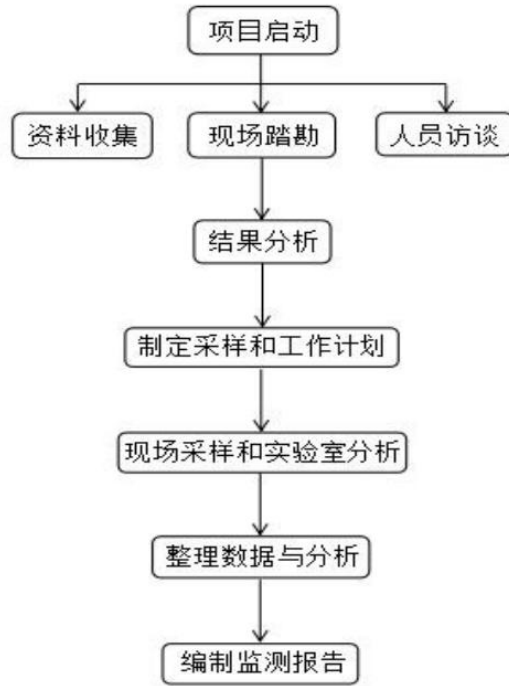 项目启动
资料收集
现场踏勘
人员访谈
结果分析
制定采样和工作计划
现场采样和实验室分析
整理数据与分析
编制监测报告